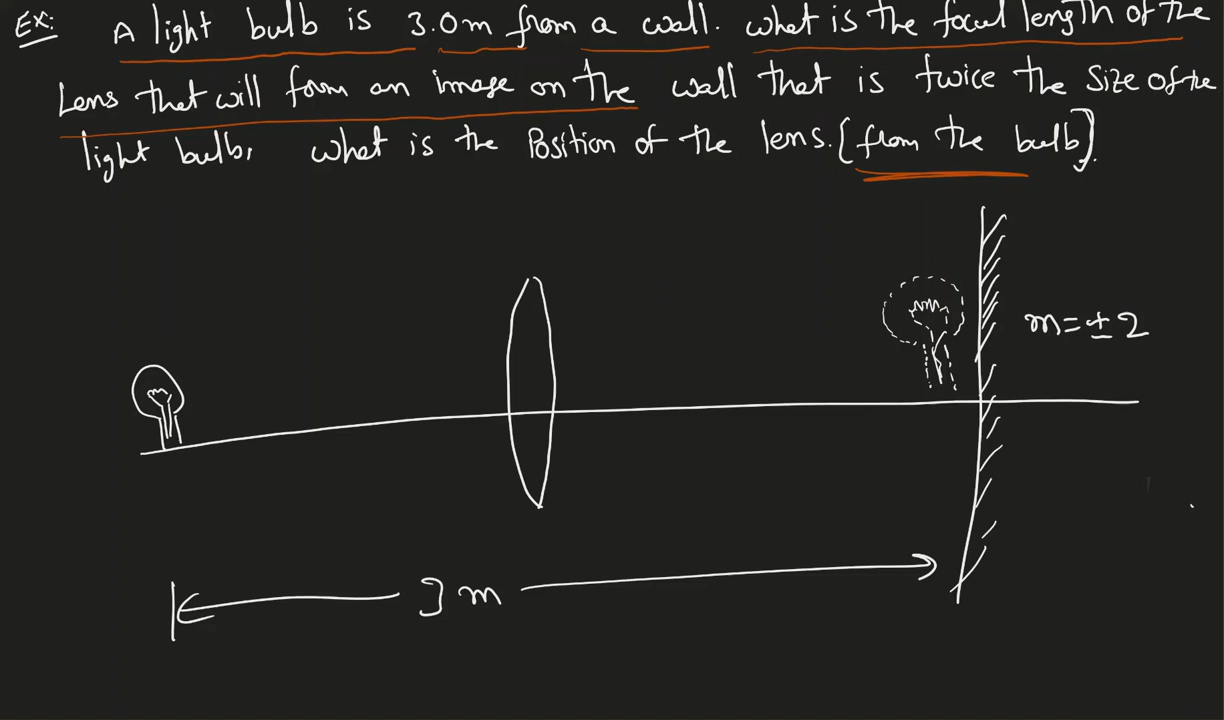 Ex: A light bulb is 3.0m from a wall. what is the focul length of the
Lens that will form an image on the wall that is twice the size of the
light bulb, what is the Position of the lens. [from the bulb].
m = ± 2
3 m